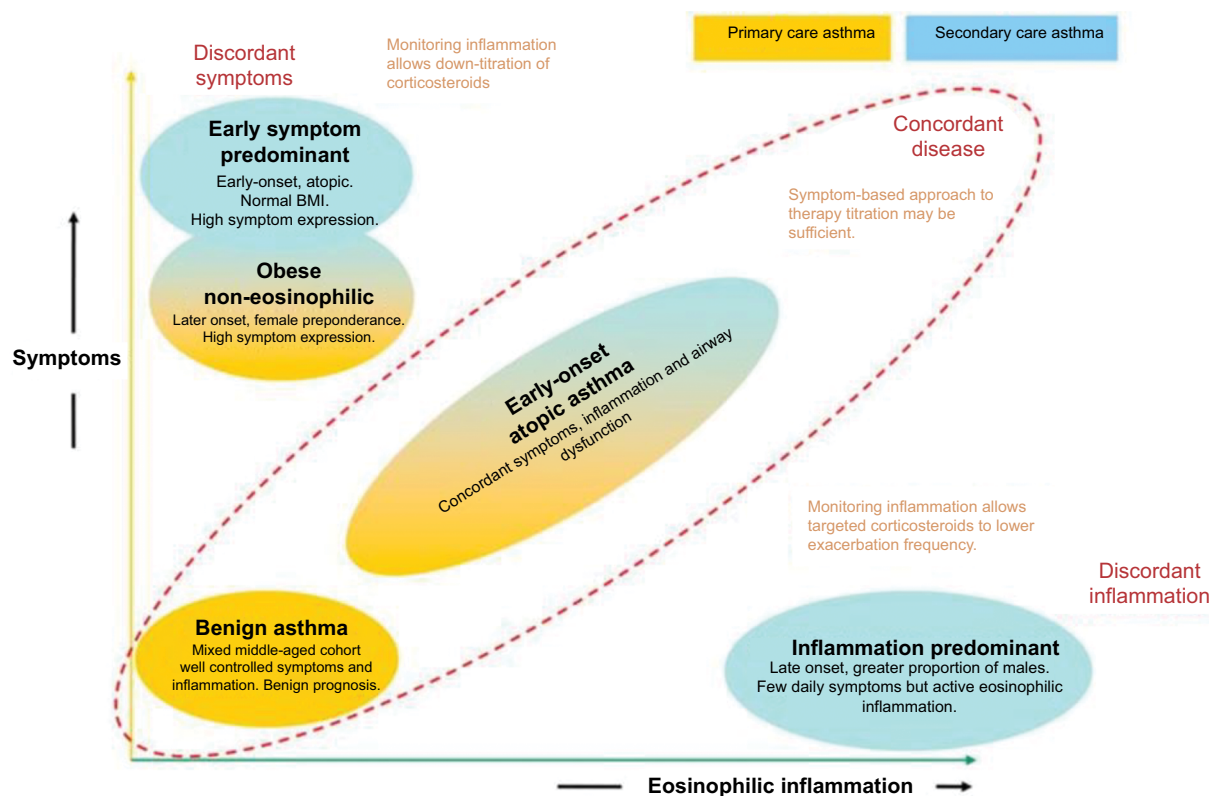 Primary care asthma
Secondary care asthma
Discordant
symptoms
Monitoring inflammation
allows down-titration of
corticosteroids
Early symptom
predominant
Early-onset, atopic.
Normal BMI.
High symptom expression.
Concordant
disease
Symptom-based approach to
therapy titration may be
sufficient.
Obese
non-eosinophilic
Later onset, female preponderance.
High symptom expression.
Symptoms
Early-onset
atopic asthma
Concordant symptoms, inflammation and airway
dysfunction
Monitoring inflammation allows
targeted corticosteroids to lower
exacerbation frequency.
Discordant
inflammation
Benign asthma
Mixed middle-aged cohort
well controlled symptoms and
inflammation. Benign prognosis.
Inflammation predominant
Late onset, greater proportion of males.
Few daily symptoms but active eosinophilic
inflammation.
Eosinophilic inflammation